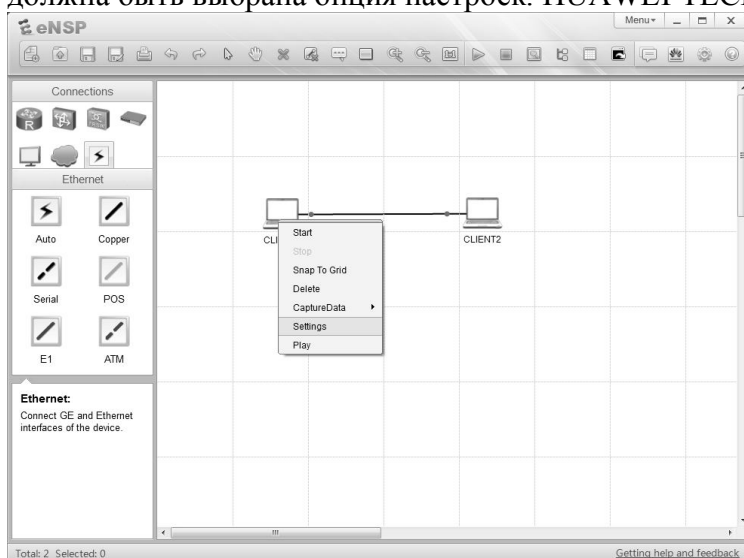 должна быть выбрана опция настроек. HUAWEI TEC
eNSP
Menu
Connections
Ethernet
Auto
Copper
Serial
POS
E1
ATM
Ethernet:
Connect GE and Ethernet
interfaces of the device.
CLI
CLIENT2
Start
Stop
Snap To Grid
Delete
CaptureData
Settings
Play
Total: 2 Selected: 0
Getting help and feedback